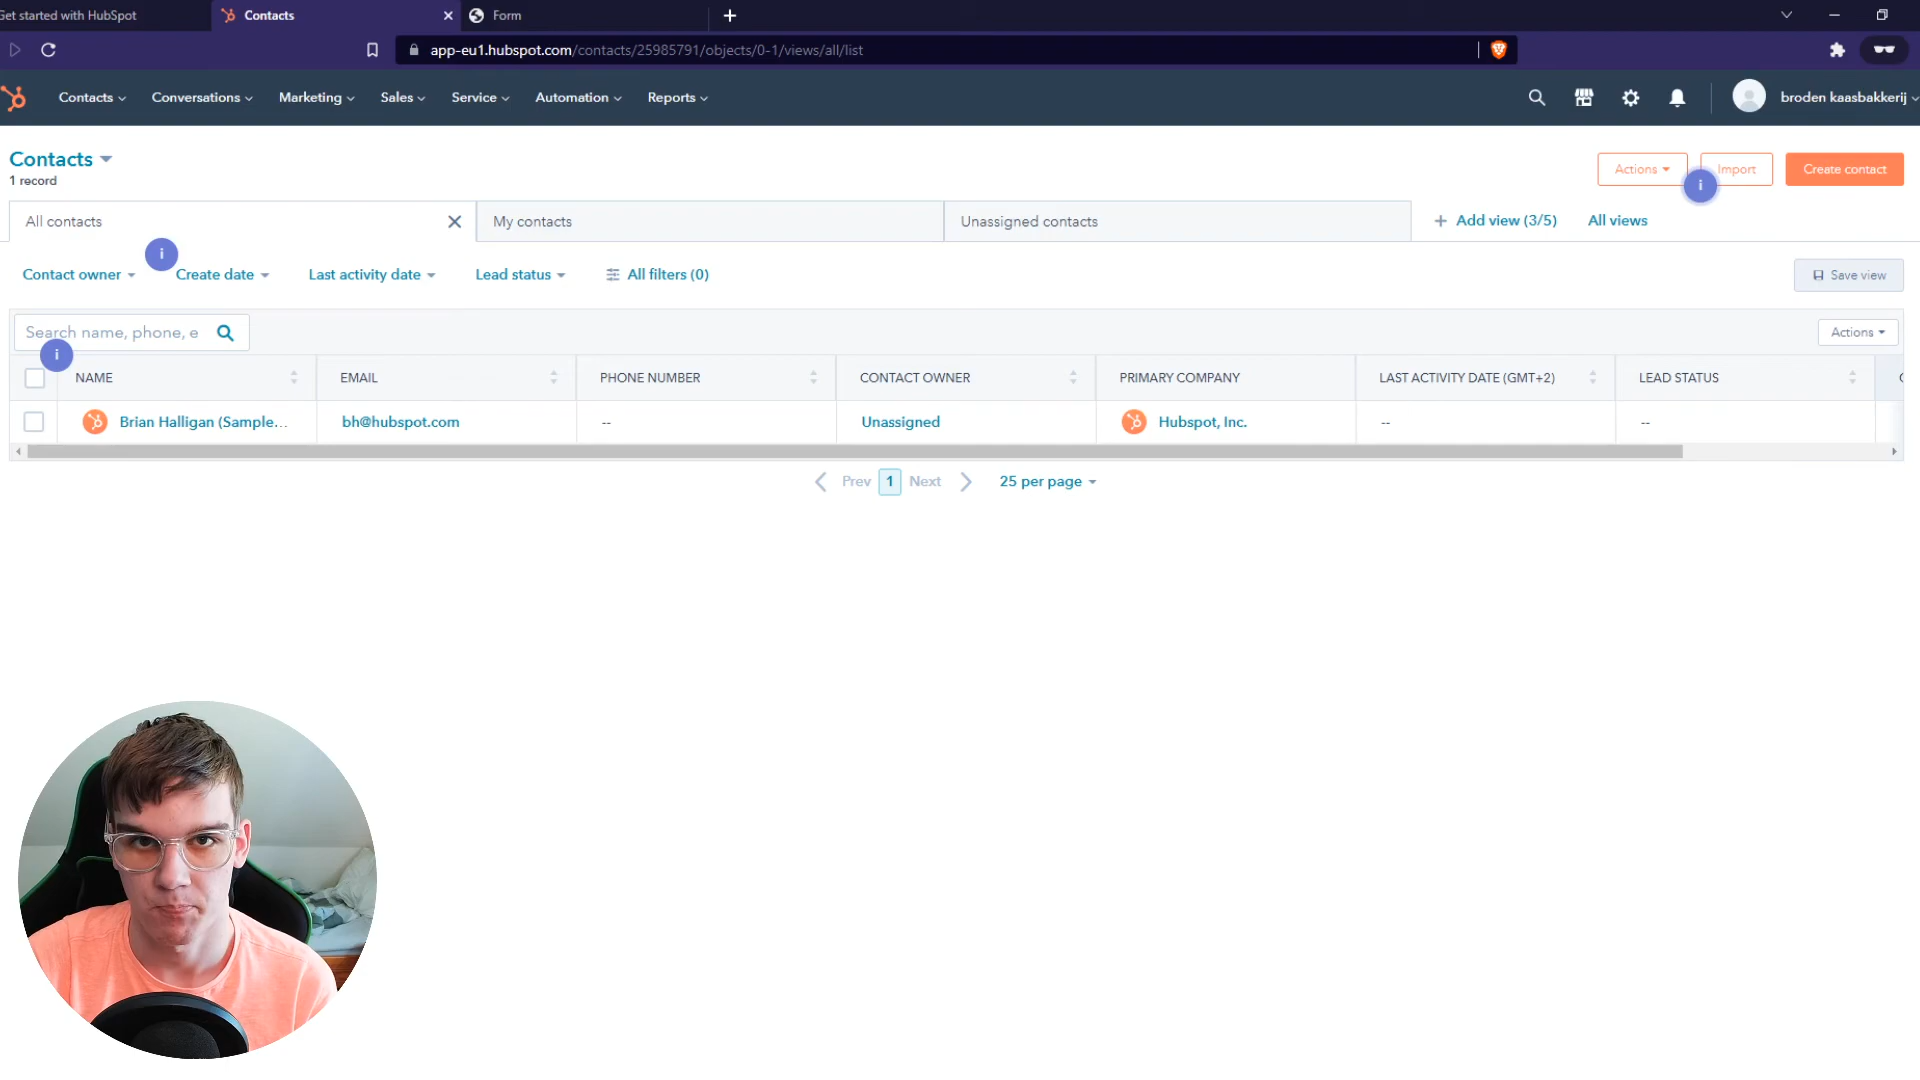 Get started with HubSpot
Contacts
Form
app-eu1.hubspot.com/contacts/25985791/objects/0-1/views/all/list
Contacts
Conversations
Marketing
Sales
Service
Automation
Reports
broden kaasbakkerij
Contacts
1 record
Actions
Import
Create contact
i
All contacts
My contacts
Unassigned contacts
+ Add view (3/5)
All views
i
Contact owner
Create date
Last activity date
Lead status
All filters (0)
Save view
Search name, phone, e
Actions
i
NAME
EMAIL
PHONE NUMBER
CONTACT OWNER
PRIMARY COMPANY
LAST ACTIVITY DATE (GMT+2)
LEAD STATUS
Brian Halligan (Sample...
bh@hubspot.com
--
Unassigned
Hubspot, Inc.
--
--
Prev
1
Next
25 per page